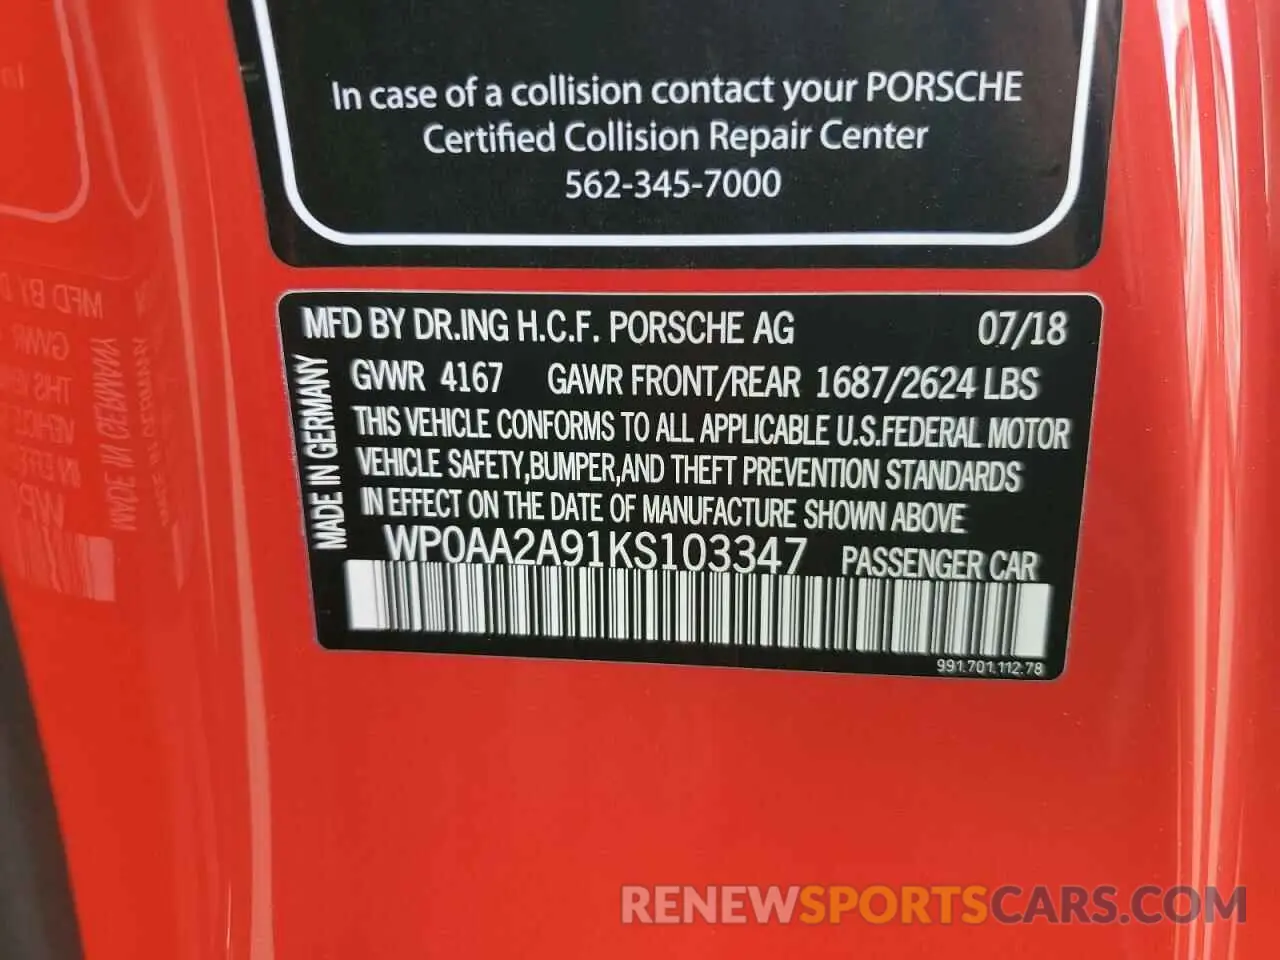 In case of a collision contact your PORSCHE
Certified Collision Repair Center
562-345-7000
MFD BY DR.ING H.C.F. PORSCHE AG 07/18
MADE IN GERMANY
GVWR 4167 GAWR FRONT/REAR 1687/2624 LBS
THIS VEHICLE CONFORMS TO ALL APPLICABLE U.S.FEDERAL MOTOR
VEHICLE SAFETY,BUMPER,AND THEFT PREVENTION STANDARDS
IN EFFECT ON THE DATE OF MANUFACTURE SHOWN ABOVE
WP0AA2A91KS103347 PASSENGER CAR
991.701.112.78
RENEWSPORTSCARS.COM